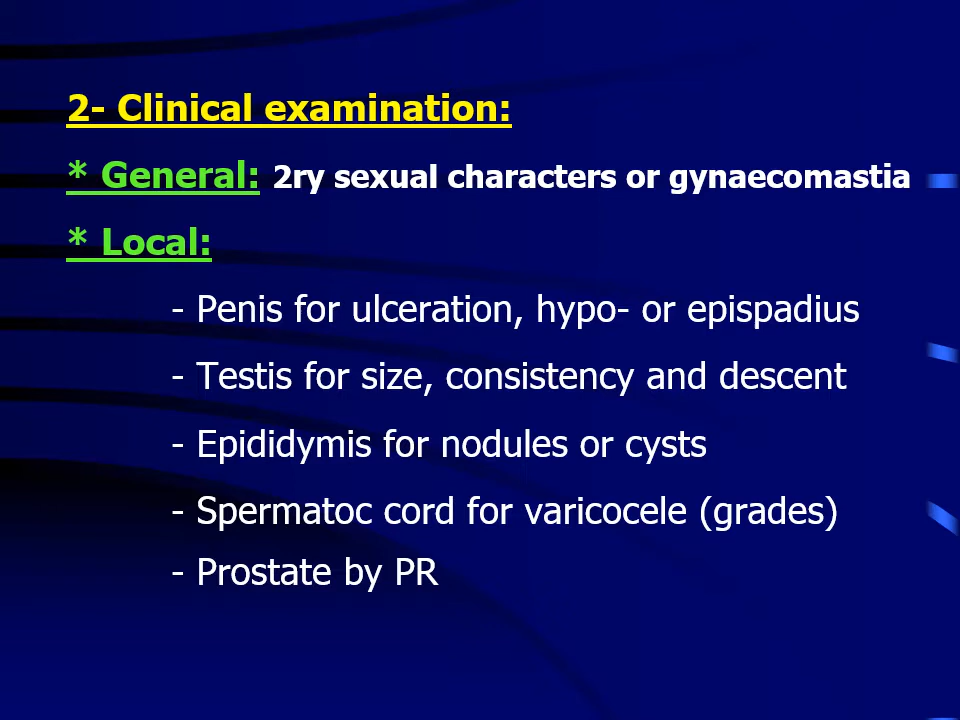 2- Clinical examination:
* General: 2ry sexual characters or gynaecomastia
* Local:
- Penis for ulceration, hypo- or epispadius
- Testis for size, consistency and descent
- Epididymis for nodules or cysts
- Spermatoc cord for varicocele (grades)
- Prostate by PR